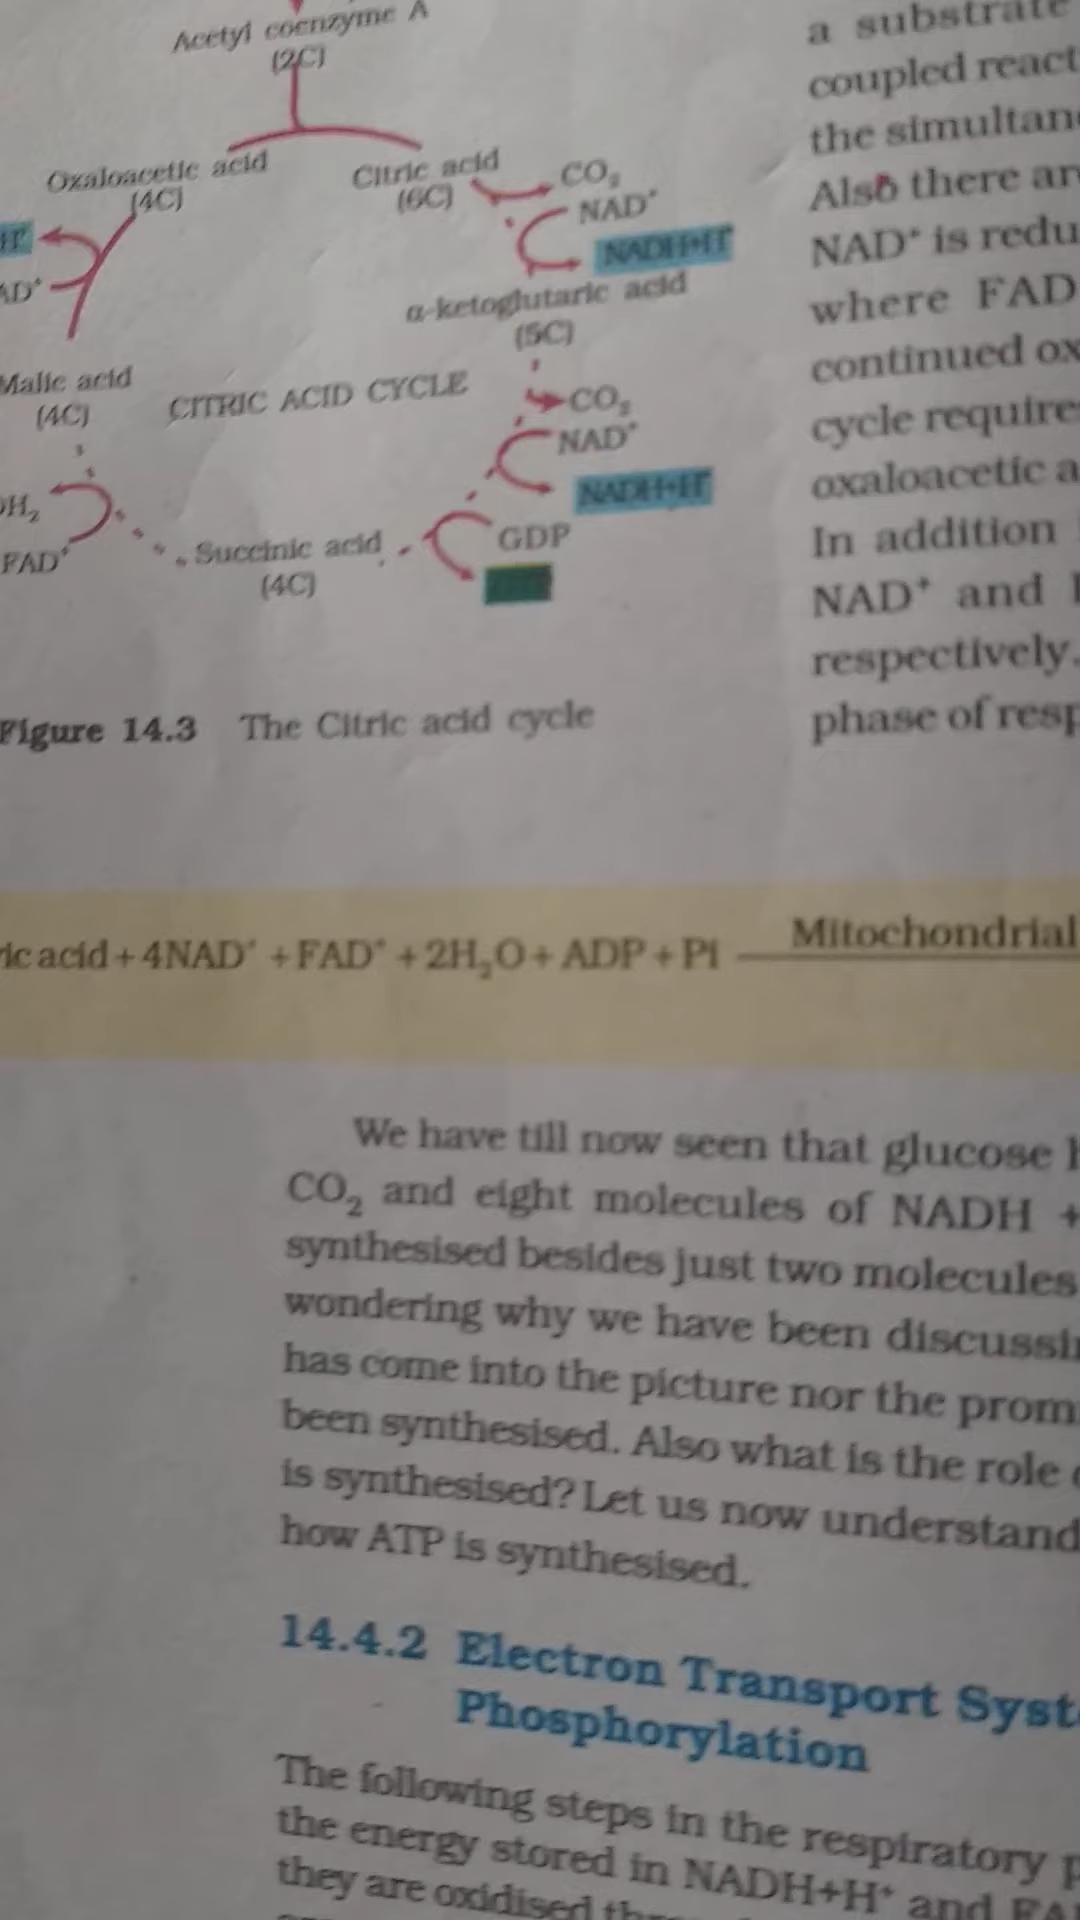 Acetyl coenzyme A
(2C)
Oxaloacetic acid
(4C)
Citric acid
(6C)
CO₂
NAD⁺
NADH+H⁺
α-ketoglutaric acid
(5C)
Malic acid
(4C)
CITRIC ACID CYCLE
CO₂
NAD⁺
NADH+H⁺
GDP
Succinic acid
(4C)
H₂
FAD⁺
Figure 14.3 The Citric acid cycle
a substrate
coupled react
the simultan
Also there ar
NAD⁺ is redu
where FAD
continued ox
cycle require
oxaloacetic a
In addition
NAD⁺ and
respectively.
phase of resp
ic acid + 4NAD⁺ + FAD⁺ + 2H₂O + ADP + Pi Mitochondrial
We have till now seen that glucose
CO₂ and eight molecules of NADH +
synthesised besides just two molecules
wondering why we have been discussi
has come into the picture nor the prom
been synthesised. Also what is the role
is synthesised? Let us now understand
how ATP is synthesised.
14.4.2 Electron Transport Syst
Phosphorylation
The following steps in the respiratory p
the energy stored in NADH+H⁺ and FA
they are oxidised thr